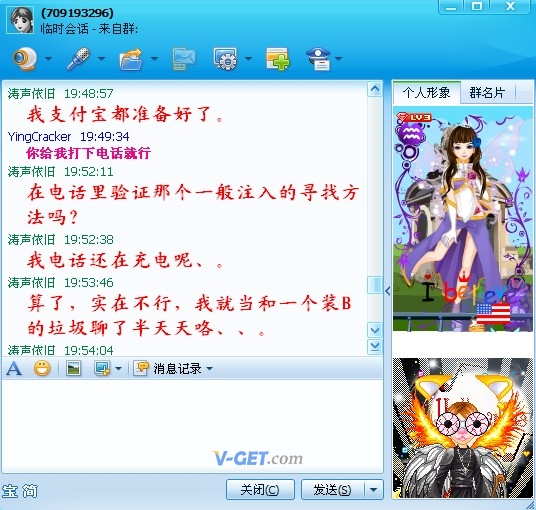 (709193296)
临时会话 - 来自群:
涛声依旧 19:48:57
我支付宝都准备好了。
YingCracker 19:49:34
你给我打下电话就行
涛声依旧 19:52:11
在电话里验证那个一般注入的寻找方
法吗?
涛声依旧 19:52:38
我电话还在充电呢、。
涛声依旧 19:53:46
算了，实在不行，我就当和一个装B
的垃圾聊了半天天咯、、。
涛声依旧 19:54:04
消息记录
V-GET.com
宝 简
关闭(C)
发送(S)
个人形象
群名片
LV3
I believe